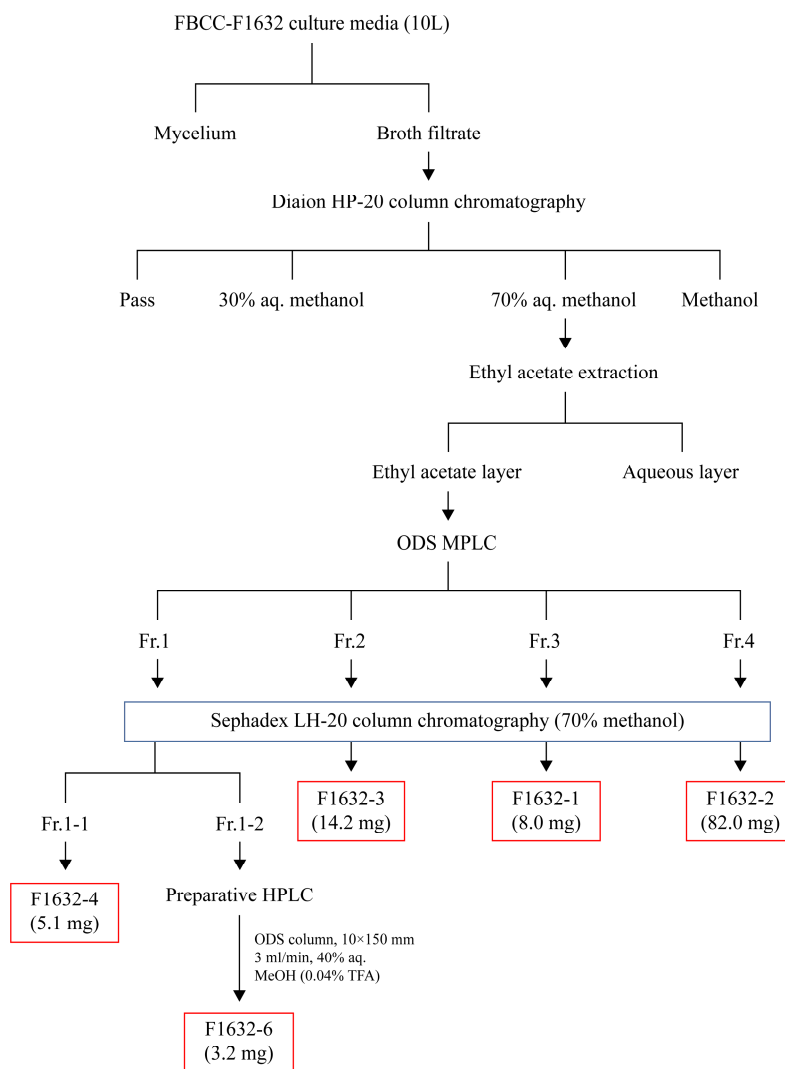 FBCC-F1632 culture media (10L)
Mycelium
Broth filtrate
Diaion HP-20 column chromatography
Pass
30% aq. methanol
70% aq. methanol
Methanol
Ethyl acetate extraction
Ethyl acetate layer
Aqueous layer
ODS MPLC
Fr.1
Fr.2
Fr.3
Fr.4
Sephadex LH-20 column chromatography (70% methanol)
Fr.1-1
Fr.1-2
F1632-3
(14.2 mg)
F1632-1
(8.0 mg)
F1632-2
(82.0 mg)
F1632-4
(5.1 mg)
Preparative HPLC
ODS column, 10×150 mm
3 ml/min, 40% aq.
MeOH (0.04% TFA)
F1632-6
(3.2 mg)